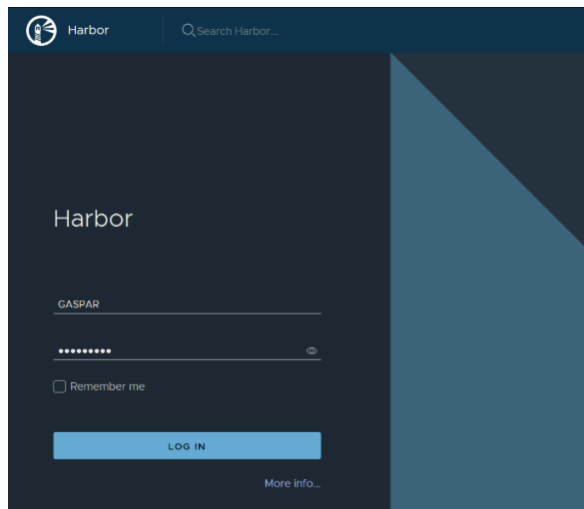 Harbor
Search Harbor...
Harbor
GASPAR
•••••••••
Remember me
LOG IN
More info...